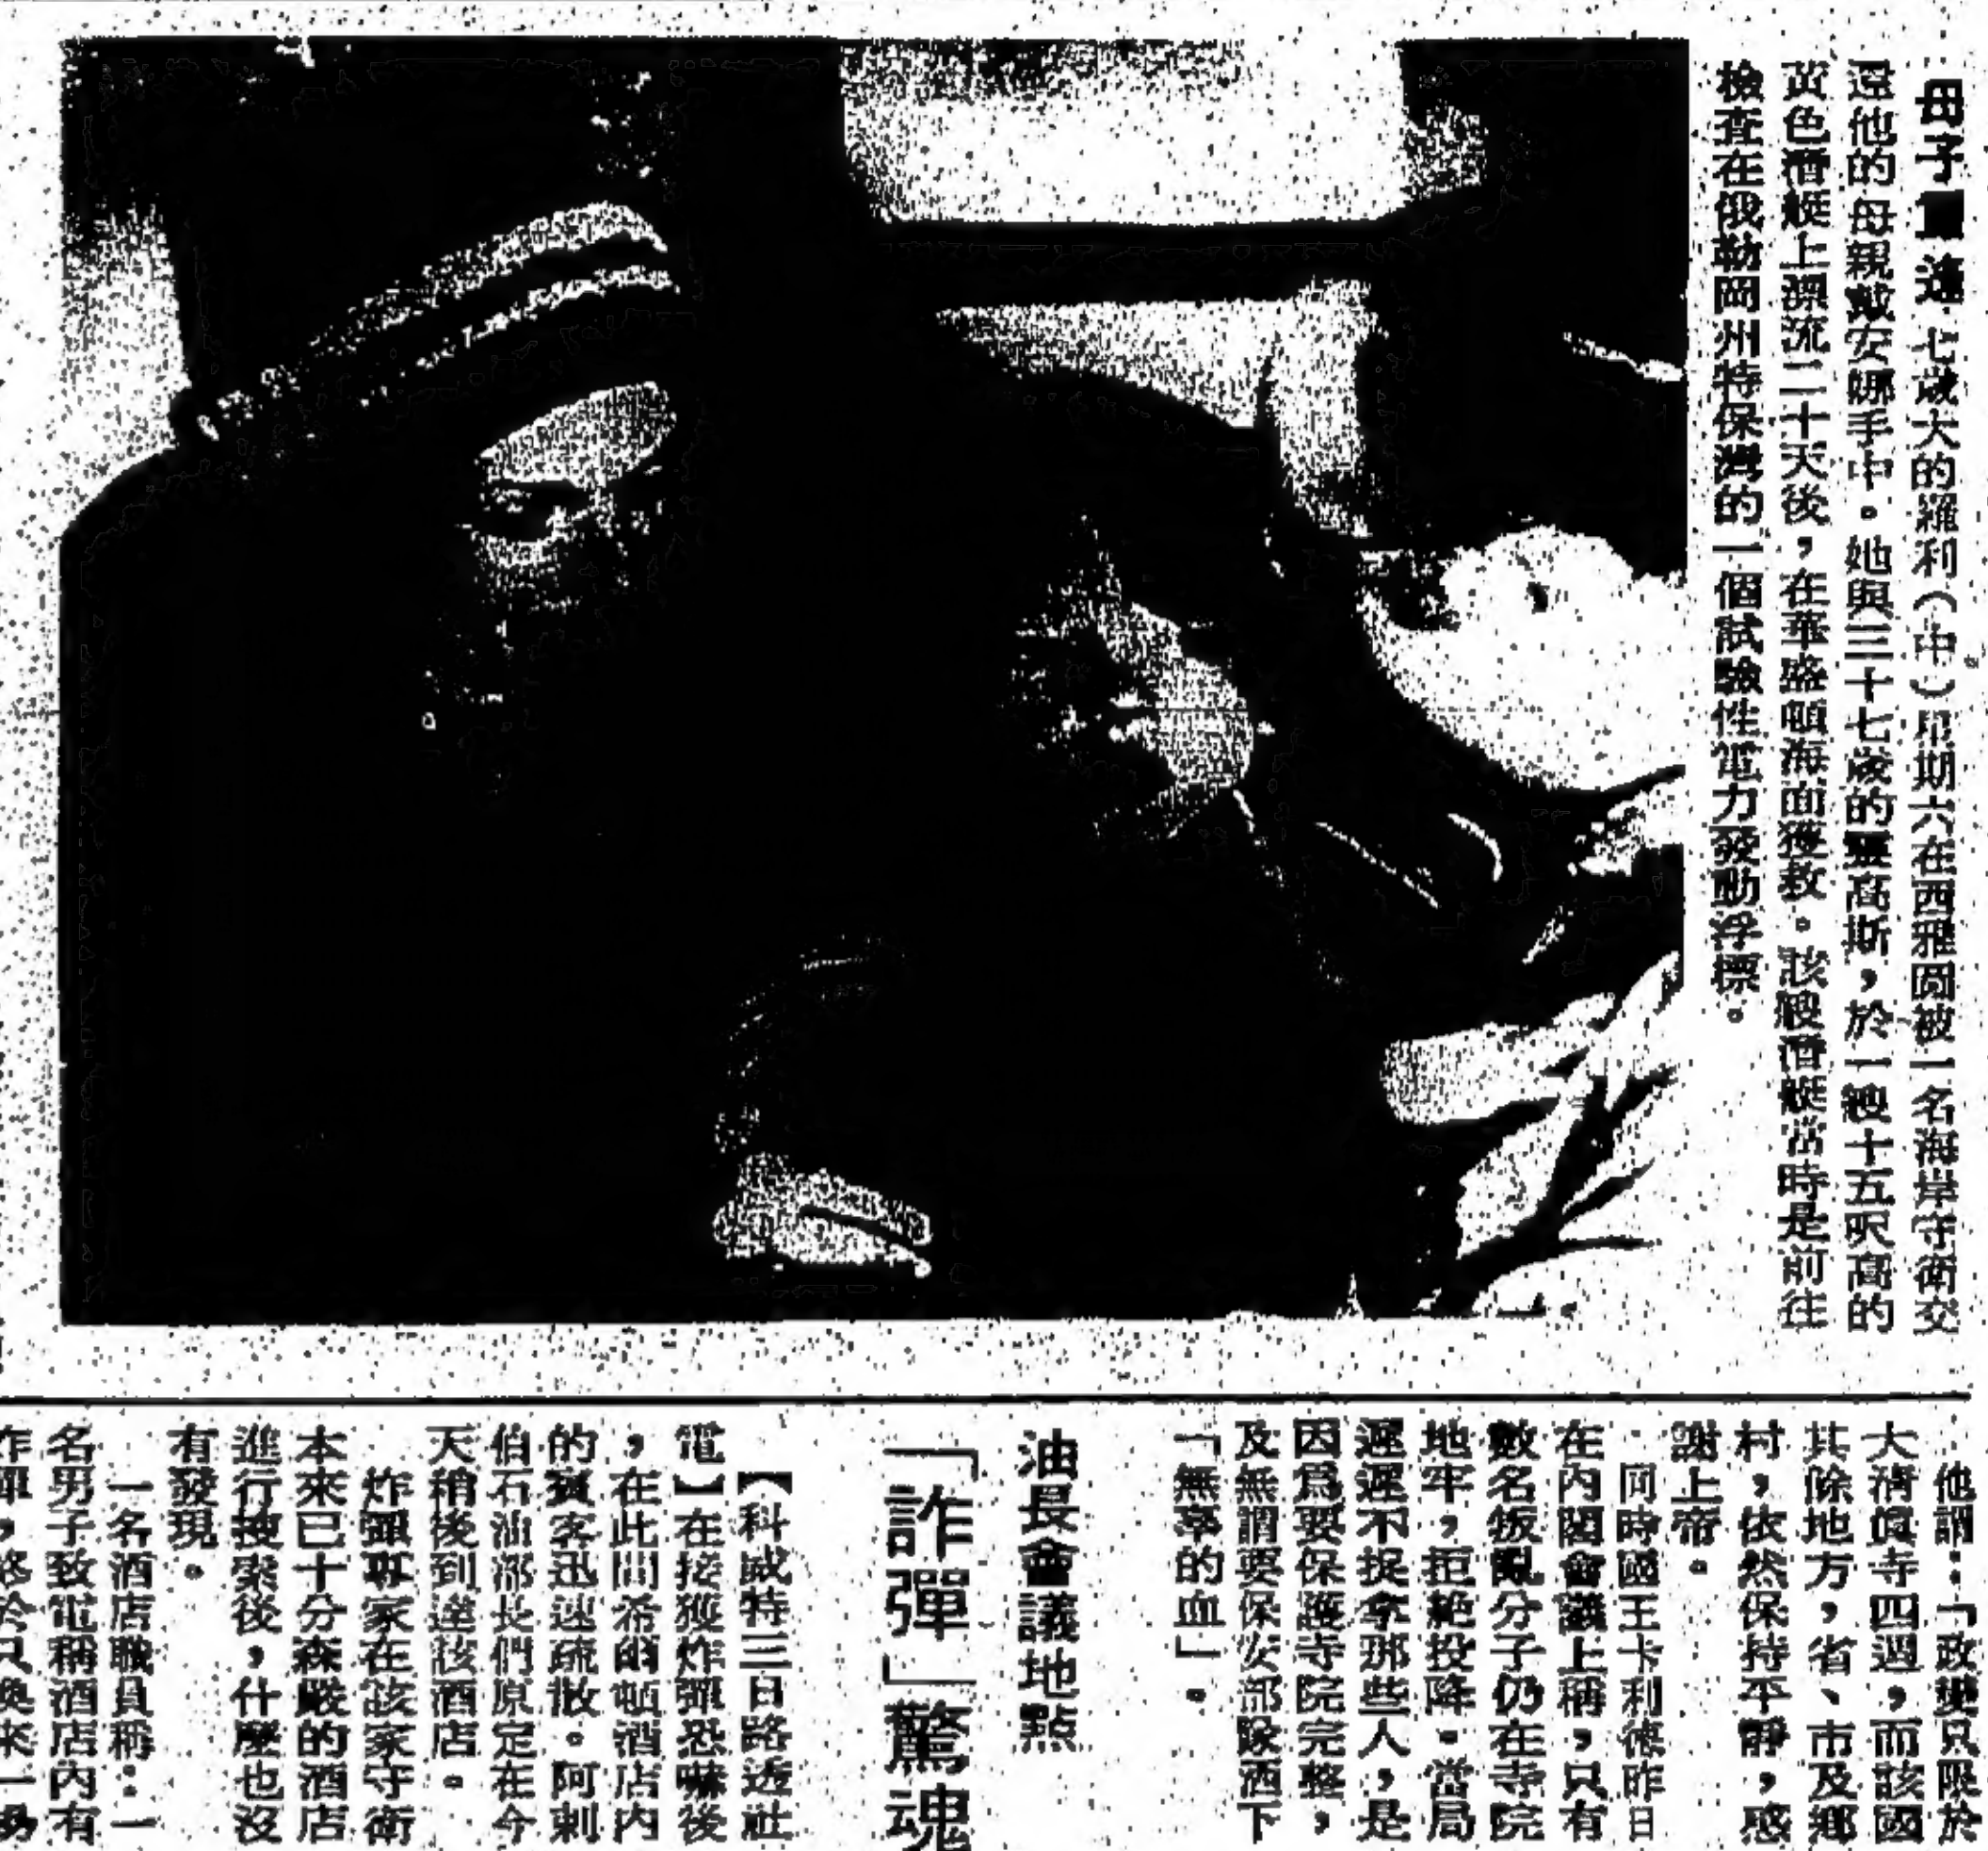 母子重逢 七歲大的羅利（中）星期六在西雅圖被一名海岸守衛交
還他的母親戴安娜手中。她與三十七歲的 高斯，於一艘十五呎高的
黃色潛艇上漂流二十天後，在華盛頓海面獲救。該艘潛艇當時是前往
檢查在俄勒岡州特保灣的一個試驗性電力發動浮標。
他謂：「政變只限於
大清眞寺四週，而該國
其餘地方，省、市及鄉
村，依然保持平靜，感
謝上帝。
同時國王卡利德昨日
在內閣會議上稱，只有
數名叛亂分子仍在寺院
地牢，拒絕投降。當局
遲遲不捉拿那些人，是
因爲要保護寺院完整，
及無謂要保安部隊洒下
「無辜的血」。
油長會議地點
「詐彈」驚魂
【科威特三日路透社
電】在接獲炸彈恐嚇後
，在此間希爾頓酒店內
的賓客迅速疏散。阿剌
伯石油部長們原定在今
天稍後到達該酒店。
炸彈專家在該家守衛
本來已十分森嚴的酒店
進行搜索後，什麼也沒
有發現。
一名酒店職員稱：一
名男子致電稱酒店內有
炸彈，終於只換來一場